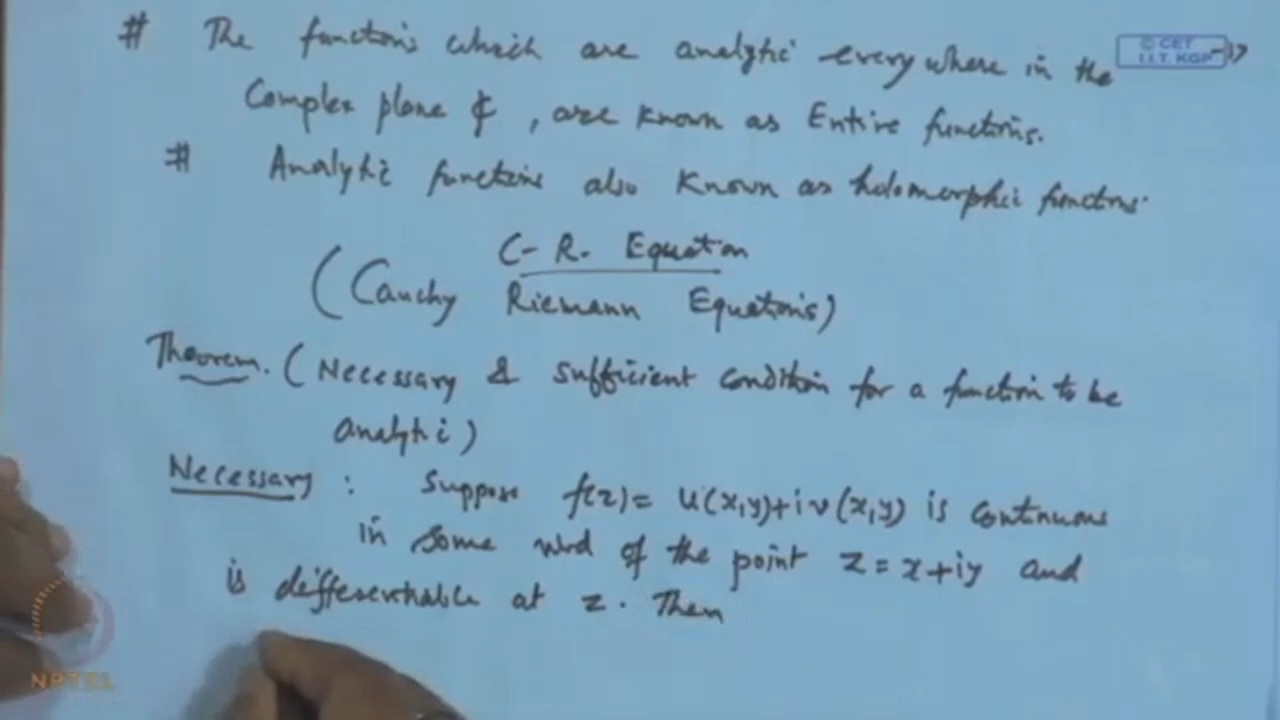 # The functions which are analytic everywhere in the
© CET
I.I.T. KGP
Complex plane ₵, are known as Entire functions.
# Analytic functions also known as holomorphic functions.
C-R. Equation
(Cauchy Riemann Equations)
Theorem. (Necessary & sufficient condition for a function to be
analytic)
Necessary : Suppose f(z)= u(x,y)+iv(x,y) is continuous
in some nbd of the point z = x+iy and
is differentiable at z. Then
NPTEL